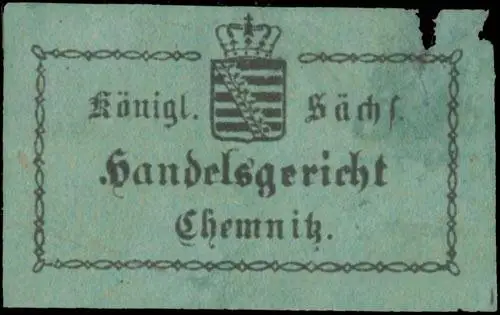 Königl. Sächs.
Handelsgericht
Chemnitz.